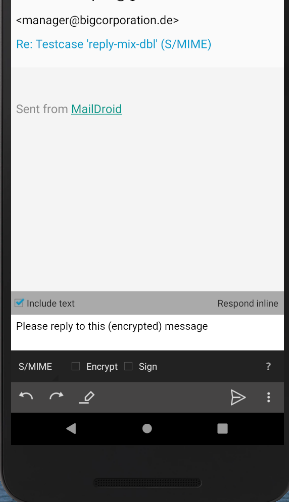 <manager@bigcorporation.de>
Re: Testcase 'reply-mix-dbl' (S/MIME)
Sent from MailDroid
Include text Respond inline
Please reply to this (encrypted) message
S/MIME Encrypt Sign ?